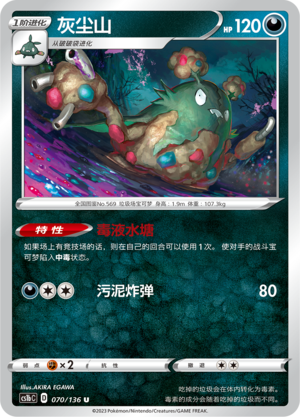 1阶进化
灰尘山
HP 120
从破破袋进化
全国图鉴No.569 垃圾场宝可梦 身高：1.9m 体重：107.3kg
特性 毒液水塘
如果场上有竞技场的话，则在自己的回合可以使用1次。使对手的战斗宝
可梦陷入中毒状态。
污泥炸弹 80
弱点 ×2 抵抗力 撤退
Illus.AKIRA EGAWA
CS1bC D 070/136 U
吃掉的垃圾会在体内转化为毒素。
毒素的成分会随着吃掉的垃圾而不同。
©2023 Pokémon/Nintendo/Creatures/GAME FREAK.